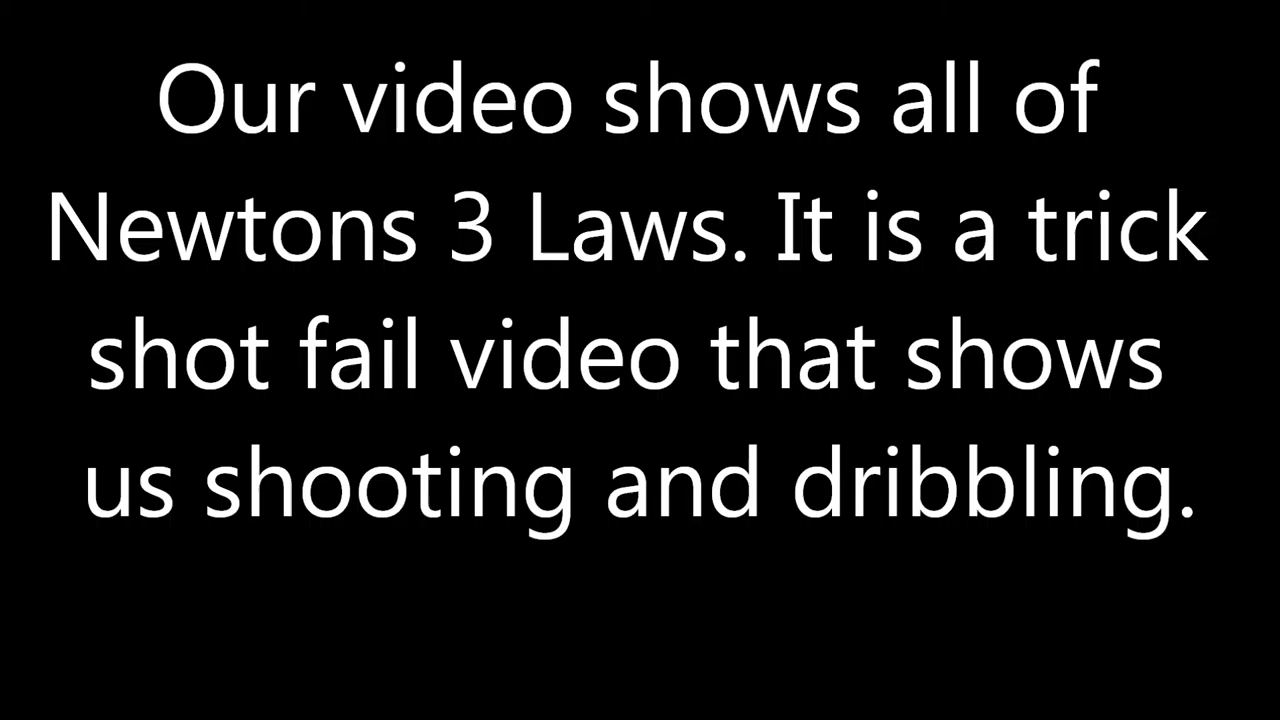 Our video shows all of
Newtons 3 Laws. It is a trick
shot fail video that shows
us shooting and dribbling.